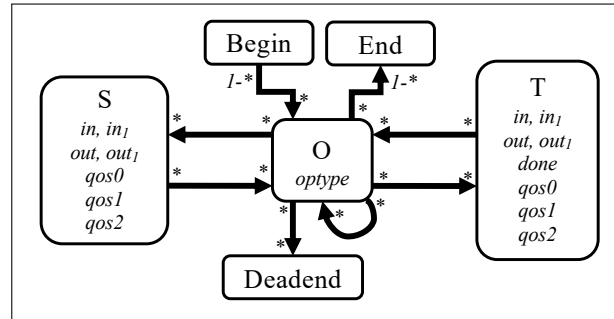 Begin
End
1-*
*
*
1-*
S
in, in₁
out, out₁
qos0
qos1
qos2
*
*
*
*
O
optype
*
*
*
*
T
in, in₁
out, out₁
done
qos0
qos1
qos2
*
*
*
*
Deadend